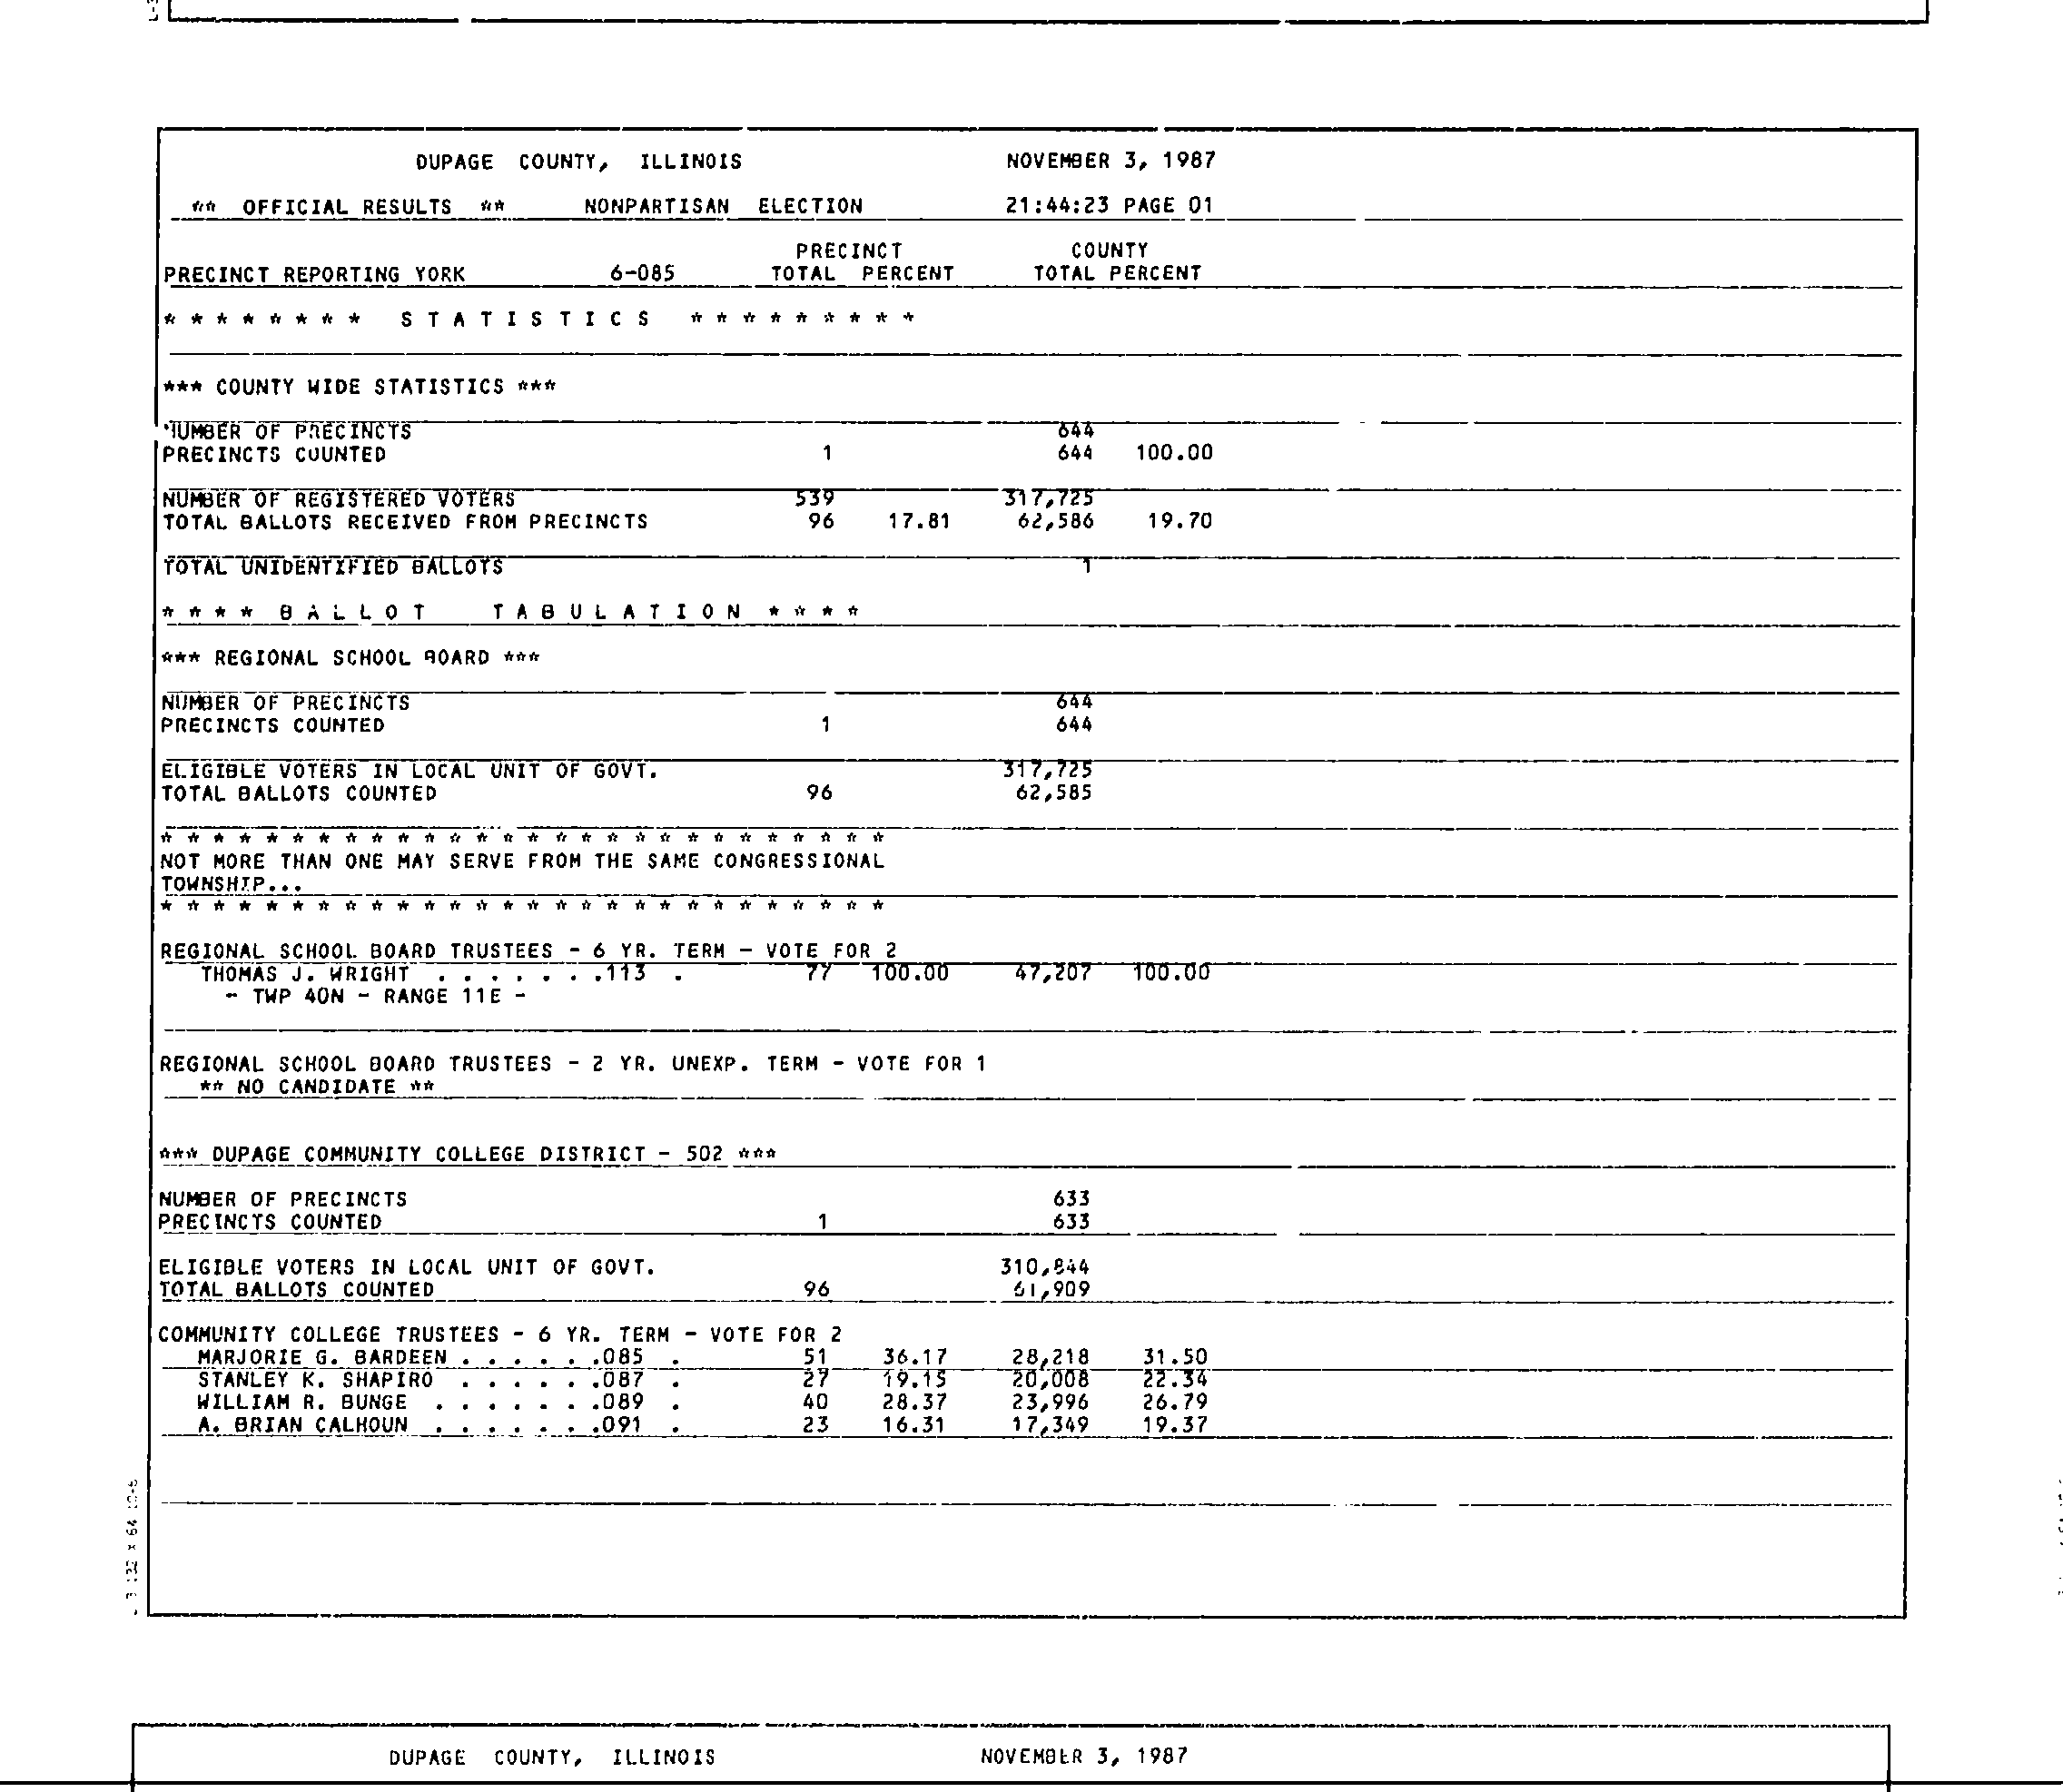 DUPAGE COUNTY, ILLINOIS NOVEMBER 3, 1987
** OFFICIAL RESULTS ** NONPARTISAN ELECTION 21:44:23 PAGE 01
PRECINCT COUNTY
PRECINCT REPORTING YORK 6-085 TOTAL PERCENT TOTAL PERCENT
* * * * * * * * S T A T I S T I C S * * * * * * * * *
*** COUNTY WIDE STATISTICS ***
NUMBER OF PRECINCTS 644
PRECINCTS COUNTED 1 644 100.00
NUMBER OF REGISTERED VOTERS 539 317,725
TOTAL BALLOTS RECEIVED FROM PRECINCTS 96 17.81 62,586 19.70
TOTAL UNIDENTIFIED BALLOTS 1
* * * * B A L L O T T A B U L A T I O N * * * *
*** REGIONAL SCHOOL BOARD ***
NUMBER OF PRECINCTS 644
PRECINCTS COUNTED 1 644
ELIGIBLE VOTERS IN LOCAL UNIT OF GOVT. 317,725
TOTAL BALLOTS COUNTED 96 62,585
* * * * * * * * * * * * * * * * * * * * * * * * * * * *
NOT MORE THAN ONE MAY SERVE FROM THE SAME CONGRESSIONAL
TOWNSHIP...
* * * * * * * * * * * * * * * * * * * * * * * * * * * *
REGIONAL SCHOOL BOARD TRUSTEES - 6 YR. TERM - VOTE FOR 2
THOMAS J. WRIGHT . . . . . . .113 . 77 100.00 47,207 100.00
- TWP 40N - RANGE 11E -
REGIONAL SCHOOL BOARD TRUSTEES - 2 YR. UNEXP. TERM - VOTE FOR 1
** NO CANDIDATE **
*** DUPAGE COMMUNITY COLLEGE DISTRICT - 502 ***
NUMBER OF PRECINCTS 633
PRECINCTS COUNTED 1 633
ELIGIBLE VOTERS IN LOCAL UNIT OF GOVT. 310,844
TOTAL BALLOTS COUNTED 96 61,909
COMMUNITY COLLEGE TRUSTEES - 6 YR. TERM - VOTE FOR 2
MARJORIE G. BARDEEN . . . . . .085 . 51 36.17 28,218 31.50
STANLEY K. SHAPIRO . . . . . .087 . 27 19.15 20,008 22.34
WILLIAM R. BUNGE . . . . . . .089 . 40 28.37 23,996 26.79
A. BRIAN CALHOUN . . . . . . .091 . 23 16.31 17,349 19.37
DUPAGE COUNTY, ILLINOIS NOVEMBER 3, 1987